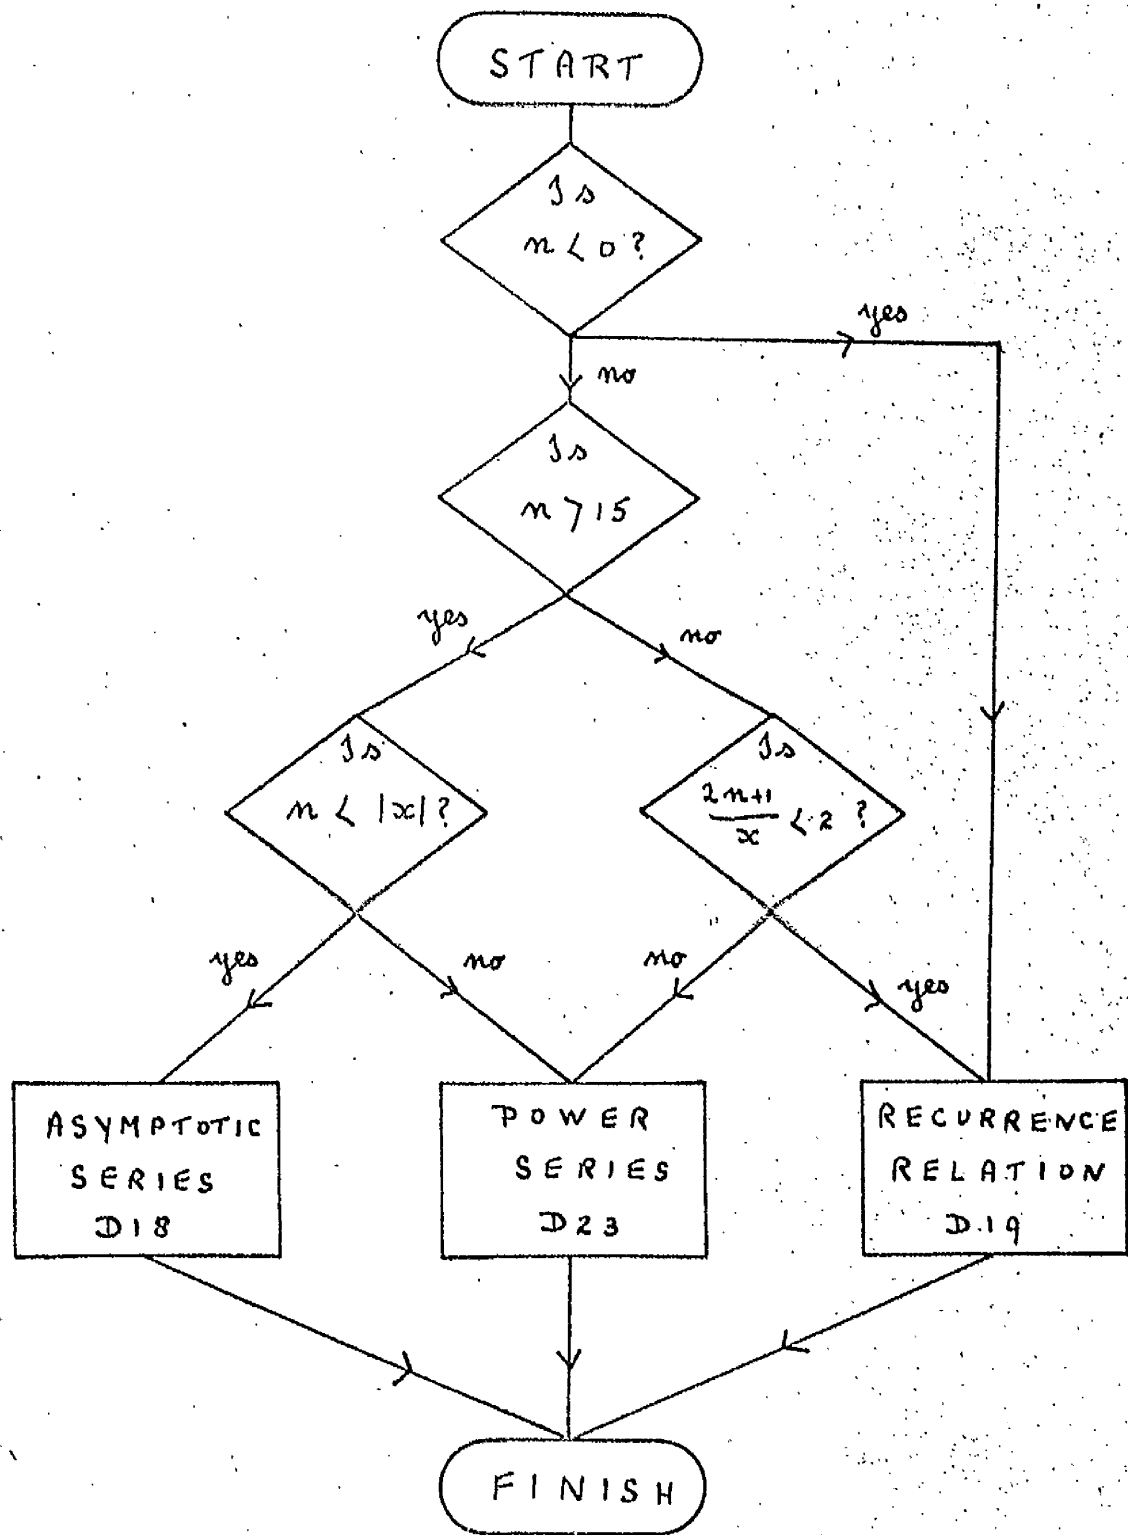 START
Is
n < 0 ?
yes
no
Is
n > 15
yes
no
Is
n < |x| ?
Is
2n+1
x
< 2 ?
yes
no
no
yes
ASYMPTOTIC
SERIES
D18
POWER
SERIES
D23
RECURRENCE
RELATION
D.19
FINISH